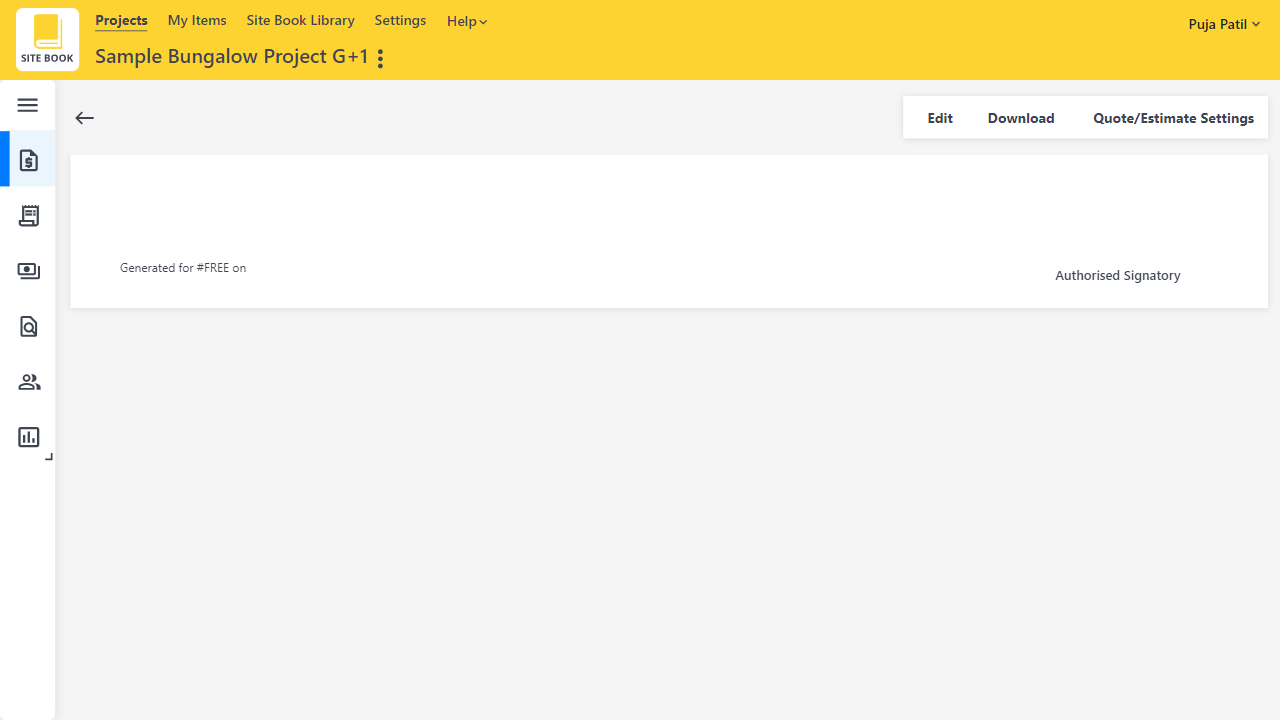 Projects My Items Site Book Library Settings Help
Puja Patil
SITE BOOK
Sample Bungalow Project G+1
Edit Download Quote/Estimate Settings
Generated for #FREE on
Authorised Signatory